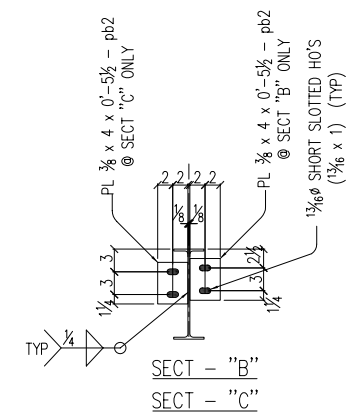 PL 3/8 x 4 x 0'-5½ - pb2
@ SECT "C" ONLY
PL 3/8 x 4 x 0'-5½ - pb2
@ SECT "B" ONLY
13/16ø SHORT SLOTTED HO'S
(13/16 x 1) (TYP)
2 2 2 2
1/8 1/8
3
3
1¼
2½
3
1¼
TYP 1/4
SECT - "B"
SECT - "C"